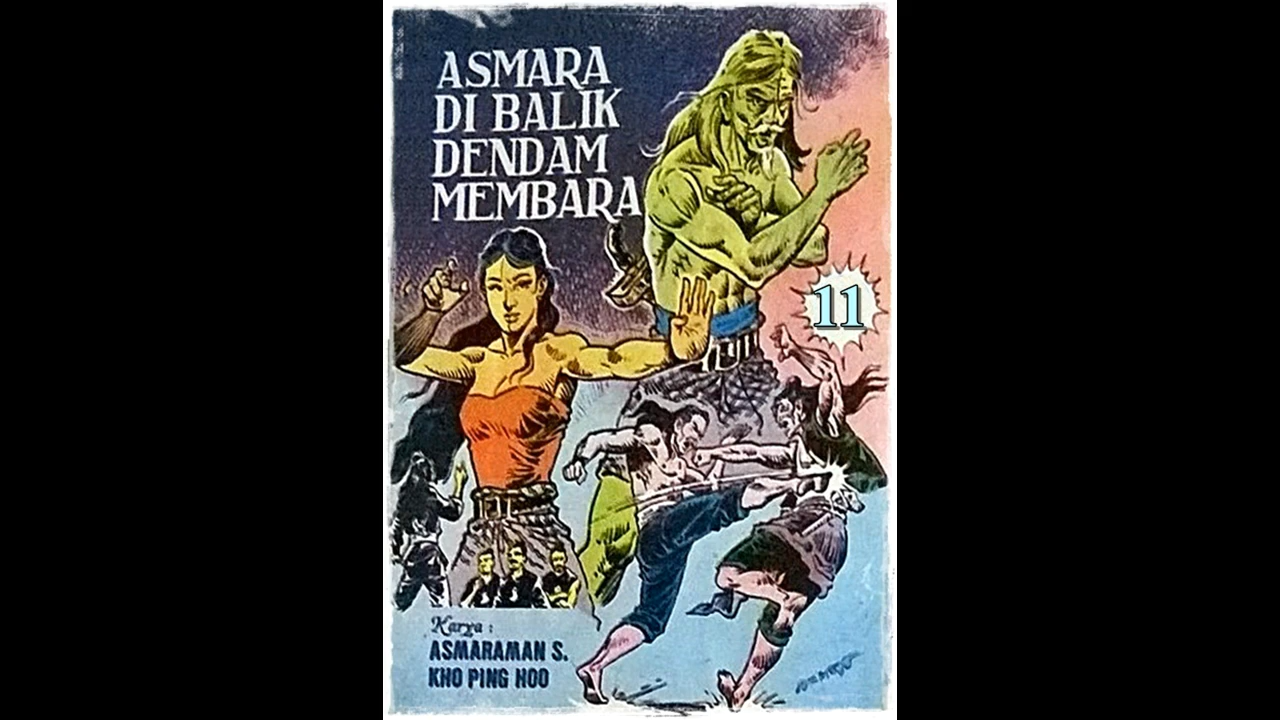 ASMARA
DI BALIK
DENDAM
MEMBARA
11
Karya :
ASMARAMAN S.
KHO PING HOO